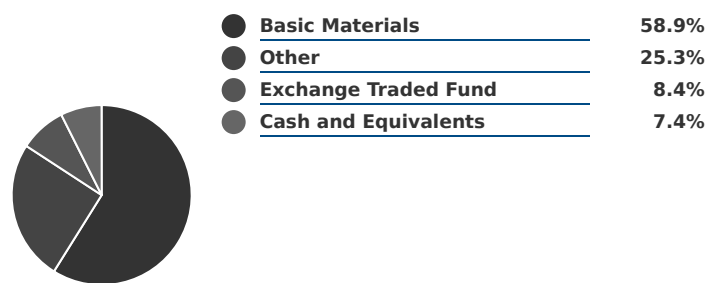 Basic Materials 58.9%
Other 25.3%
Exchange Traded Fund 8.4%
Cash and Equivalents 7.4%